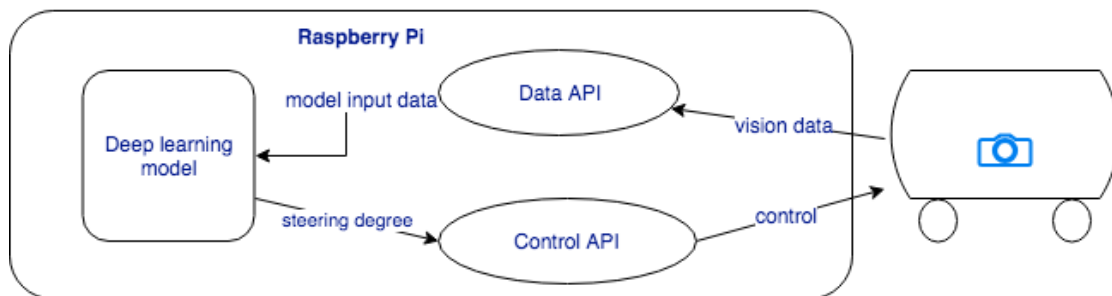 Raspberry Pi
model input data
Data API
vision data
Deep learning
model
steering degree
Control API
control